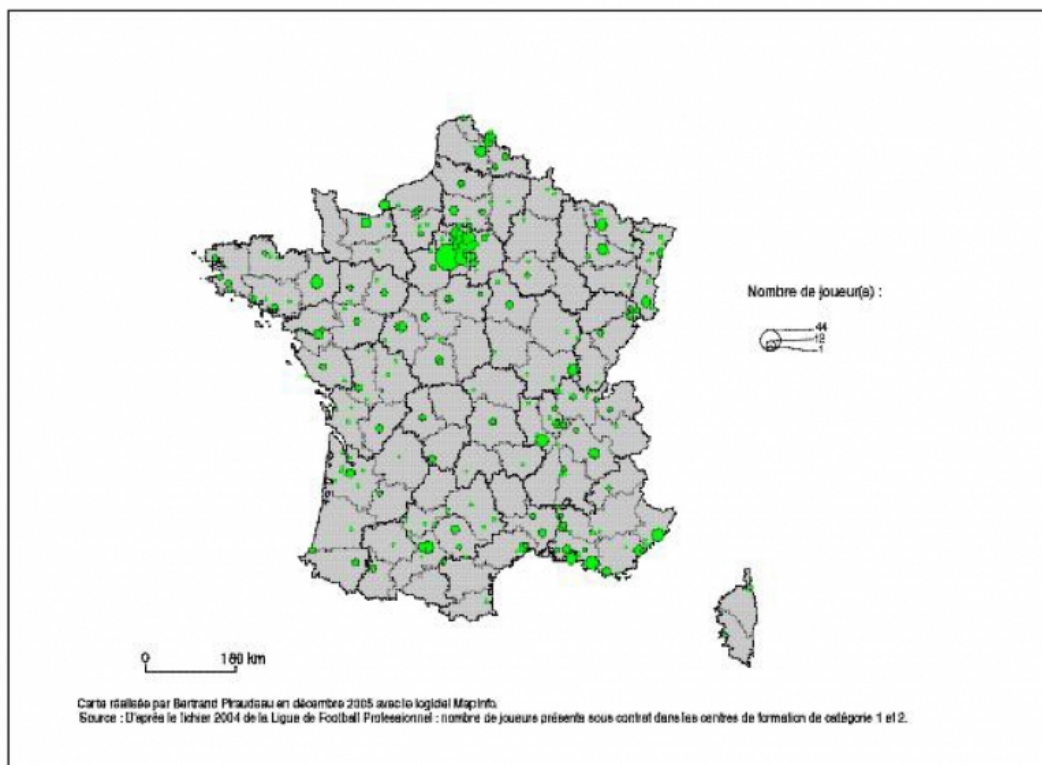 Nombre de joueur(s) :
44
12
1
0 180 km
Carte réalisée par Bertrand Piraudeau en décembre 2005 avec le logiciel MapInfo.
Source : D'après le fichier 2004 de la Ligue de Football Professionnel : nombre de joueurs présents sous contrat dans les centres de formation de catégorie 1 et 2.